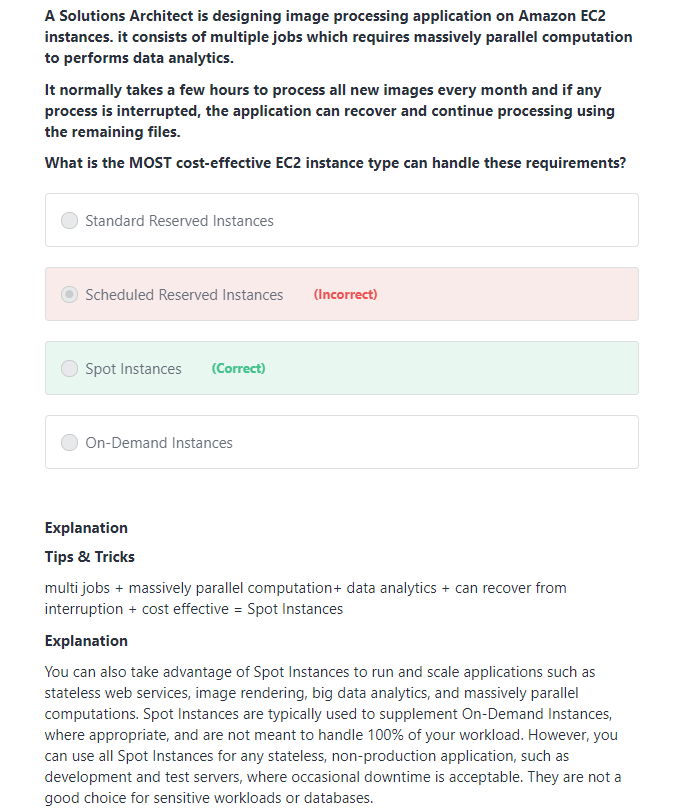 A Solutions Architect is designing image processing application on Amazon EC2
instances. it consists of multiple jobs which requires massively parallel computation
to performs data analytics.
It normally takes a few hours to process all new images every month and if any
process is interrupted, the application can recover and continue processing using
the remaining files.
What is the MOST cost-effective EC2 instance type can handle these requirements?
Standard Reserved Instances
Scheduled Reserved Instances (Incorrect)
Spot Instances (Correct)
On-Demand Instances
Explanation
Tips & Tricks
multi jobs + massively parallel computation+ data analytics + can recover from
interruption + cost effective = Spot Instances
Explanation
You can also take advantage of Spot Instances to run and scale applications such as
stateless web services, image rendering, big data analytics, and massively parallel
computations. Spot Instances are typically used to supplement On-Demand Instances,
where appropriate, and are not meant to handle 100% of your workload. However, you
can use all Spot Instances for any stateless, non-production application, such as
development and test servers, where occasional downtime is acceptable. They are not a
good choice for sensitive workloads or databases.